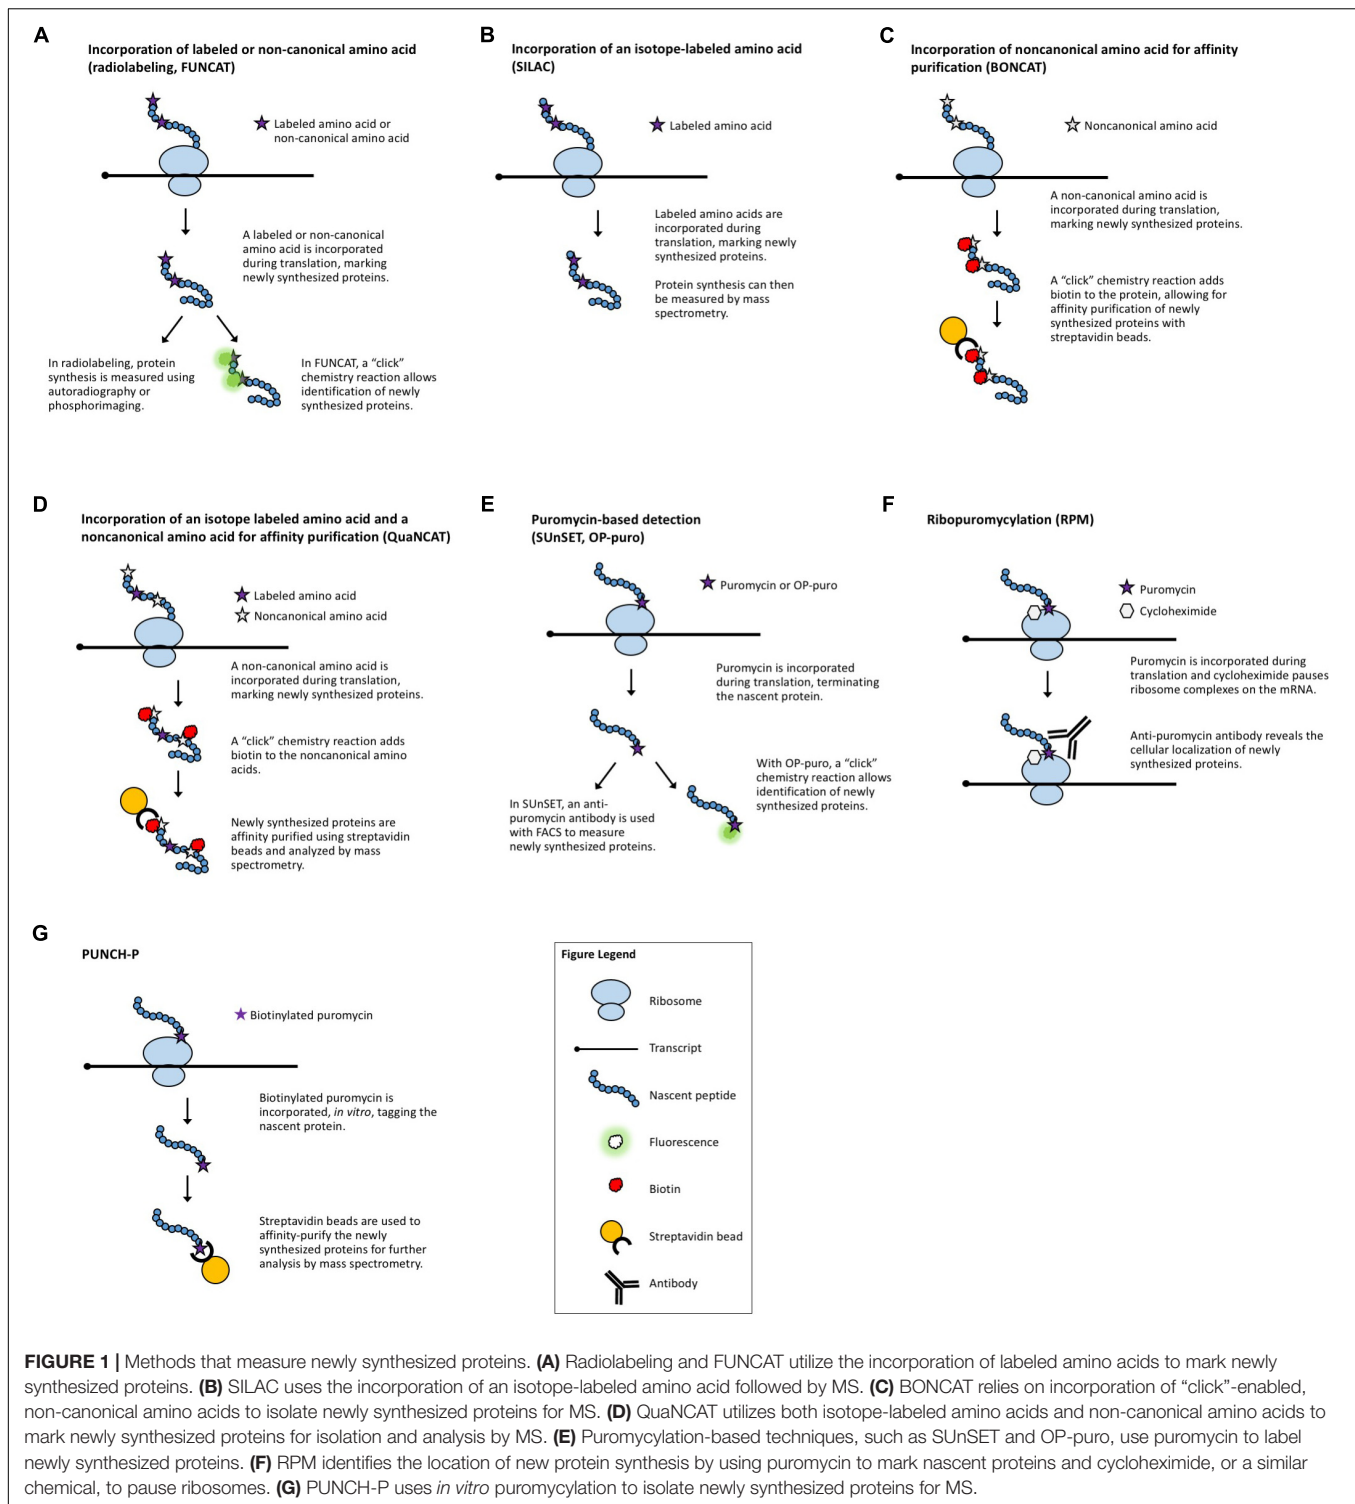 A
Incorporation of labeled or non-canonical amino acid
(radiolabeling, FUNCAT)
Labeled amino acid or
non-canonical amino acid
A labeled or non-canonical
amino acid is incorporated
during translation, marking
newly synthesized proteins.
In radiolabeling, protein
synthesis is measured using
autoradiography or
phosphorimaging.
In FUNCAT, a “click”
chemistry reaction allows
identification of newly
synthesized proteins.
B
Incorporation of an isotope-labeled amino acid
(SILAC)
Labeled amino acid
Labeled amino acids are
incorporated during
translation, marking newly
synthesized proteins.
Protein synthesis can then
be measured by mass
spectrometry.
C
Incorporation of noncanonical amino acid for affinity
purification (BONCAT)
Noncanonical amino acid
A non-canonical amino acid is
incorporated during translation,
marking newly synthesized proteins.
A “click” chemistry reaction adds
biotin to the protein, allowing for
affinity purification of newly
synthesized proteins with
streptavidin beads.
D
Incorporation of an isotope labeled amino acid and a
noncanonical amino acid for affinity purification (QuaNCAT)
Labeled amino acid
Noncanonical amino acid
A non-canonical amino acid is
incorporated during translation,
marking newly synthesized proteins.
A “click” chemistry reaction adds
biotin to the noncanonical amino
acids.
Newly synthesized proteins are
affinity purified using streptavidin
beads and analyzed by mass
spectrometry.
E
Puromycin-based detection
(SUnSET, OP-puro)
Puromycin or OP-puro
Puromycin is incorporated
during translation, terminating
the nascent protein.
With OP-puro, a “click”
chemistry reaction allows
identification of newly
synthesized proteins.
In SUnSET, an anti-
puromycin antibody is used
with FACS to measure
newly synthesized proteins.
F
Ribopuromycylation (RPM)
Puromycin
Cycloheximide
Puromycin is incorporated during
translation and cycloheximide pauses
ribosome complexes on the mRNA.
Anti-puromycin antibody reveals the
cellular localization of newly
synthesized proteins.
G
PUNCH-P
Biotinylated puromycin
Biotinylated puromycin is
incorporated, in vitro, tagging the
nascent protein.
Streptavidin beads are used to
affinity-purify the newly
synthesized proteins for further
analysis by mass spectrometry.
Figure Legend
Ribosome
Transcript
Nascent peptide
Fluorescence
Biotin
Streptavidin bead
Antibody
FIGURE 1 | Methods that measure newly synthesized proteins. (A) Radiolabeling and FUNCAT utilize the incorporation of labeled amino acids to mark newly
synthesized proteins. (B) SILAC uses the incorporation of an isotope-labeled amino acid followed by MS. (C) BONCAT relies on incorporation of “click”-enabled,
non-canonical amino acids to isolate newly synthesized proteins for MS. (D) QuaNCAT utilizes both isotope-labeled amino acids and non-canonical amino acids to
mark newly synthesized proteins for isolation and analysis by MS. (E) Puromycylation-based techniques, such as SUnSET and OP-puro, use puromycin to label
newly synthesized proteins. (F) RPM identifies the location of new protein synthesis by using puromycin to mark nascent proteins and cycloheximide, or a similar
chemical, to pause ribosomes. (G) PUNCH-P uses in vitro puromycylation to isolate newly synthesized proteins for MS.